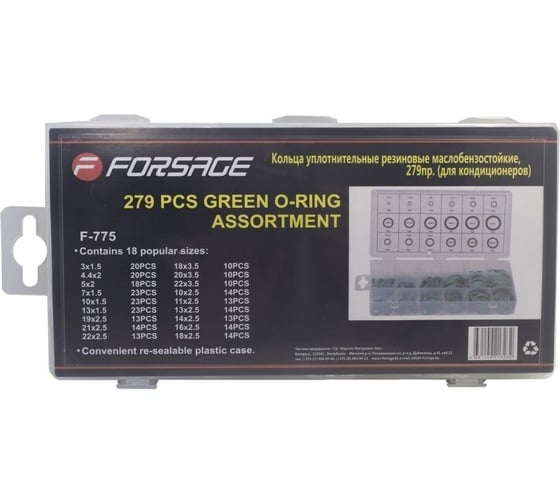 FORSAGE
Кольца уплотнительные резиновые маслобензостойкие,
279пр. (для кондиционеров)
279 PCS GREEN O-RING
ASSORTMENT
F-775
•Contains 18 popular sizes:
3x1.5 20PCS 18x3.5 10PCS
4.4x2 20PCS 20x3.5 10PCS
5x2 18PCS 22x3.5 10PCS
7x1.5 23PCS 10x2.5 14PCS
10x1.5 23PCS 11x2.5 13PCS
13x1.5 23PCS 13x2.5 14PCS
19x2.5 13PCS 14x2.5 13PCS
21x2.5 14PCS 16x2.5 14PCS
22x2.5 13PCS 18x2.5 14PCS
•Convenient re-sealable plastic case.